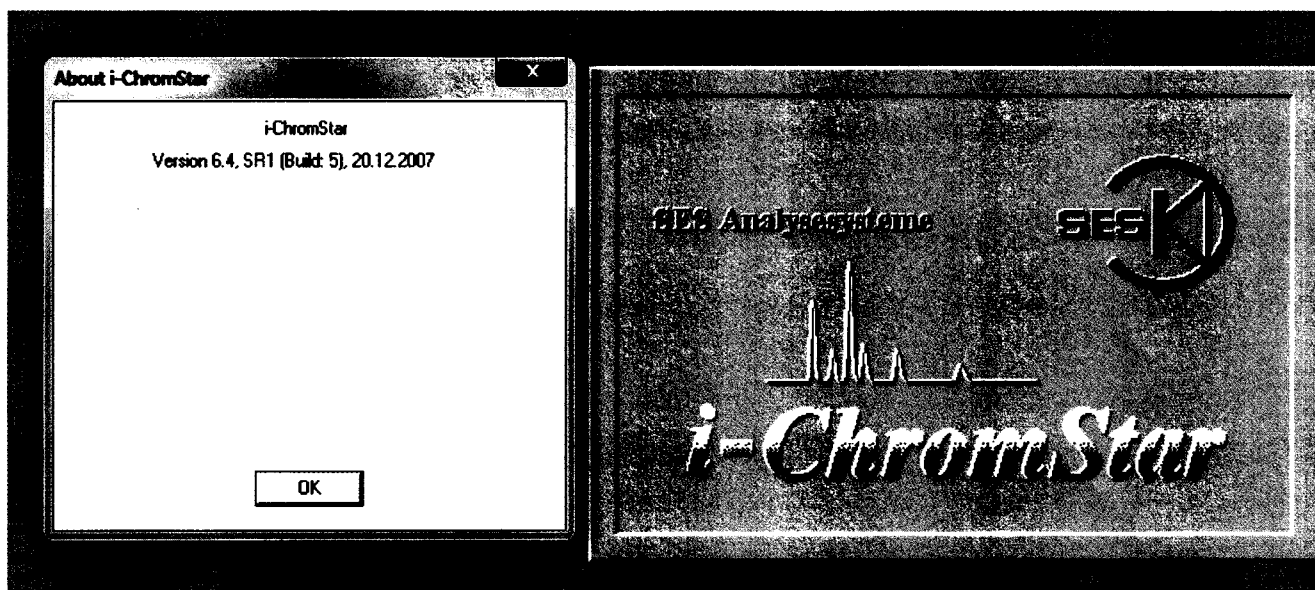 About i-ChromStar
X
i-ChromStar
Version 6.4, SR1 (Build: 5), 20.12.2007
OK
SES Analysesysteme
SES
i-ChromStar